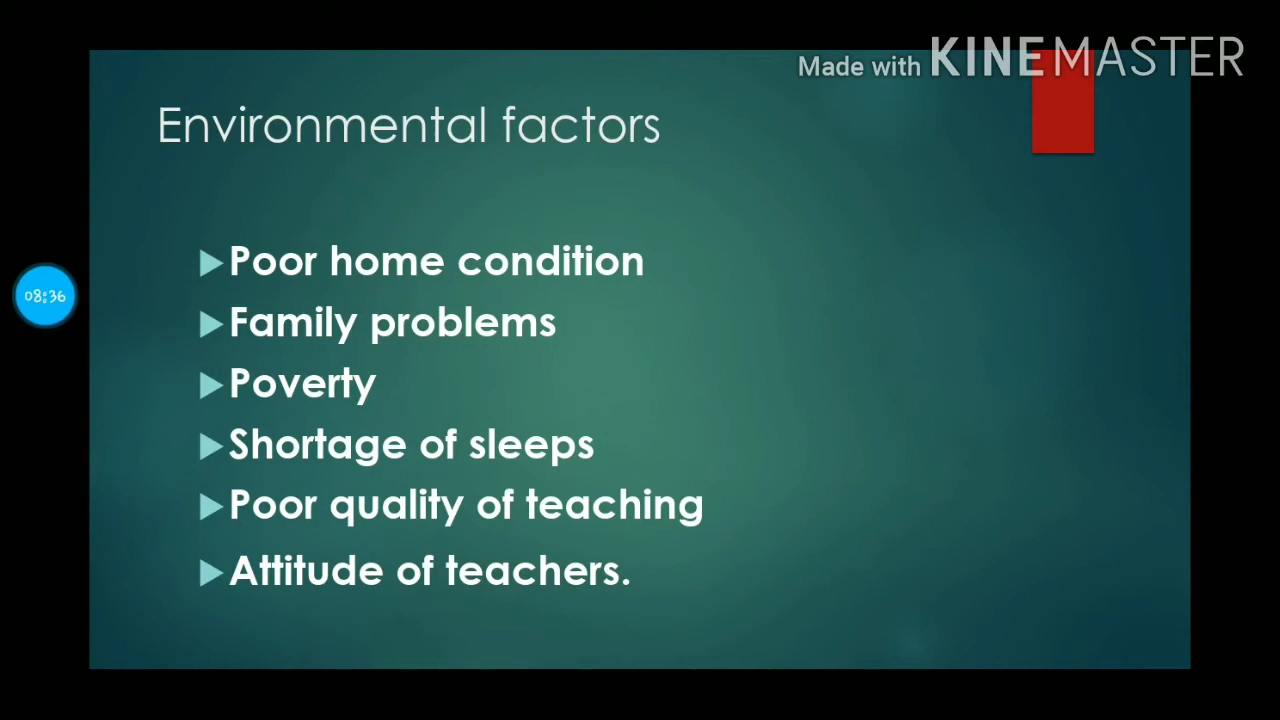 Made with KINEMASTER
Environmental factors
Poor home condition
Family problems
08:36
Poverty
Shortage of sleeps
Poor quality of teaching
Attitude of teachers.